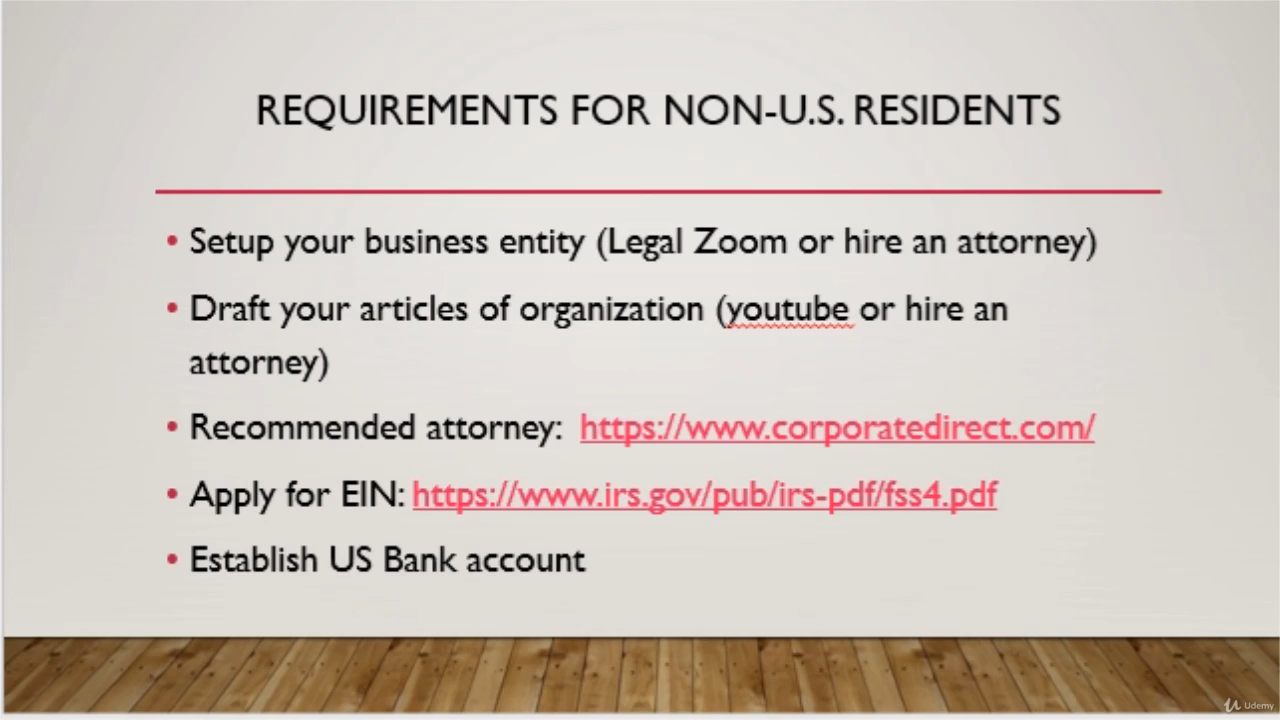 REQUIREMENTS FOR NON-U.S. RESIDENTS
• Setup your business entity (Legal Zoom or hire an attorney)
• Draft your articles of organization (youtube or hire an
attorney)
• Recommended attorney: https://www.corporatedirect.com/
• Apply for EIN: https://www.irs.gov/pub/irs-pdf/fss4.pdf
• Establish US Bank account
Udemy